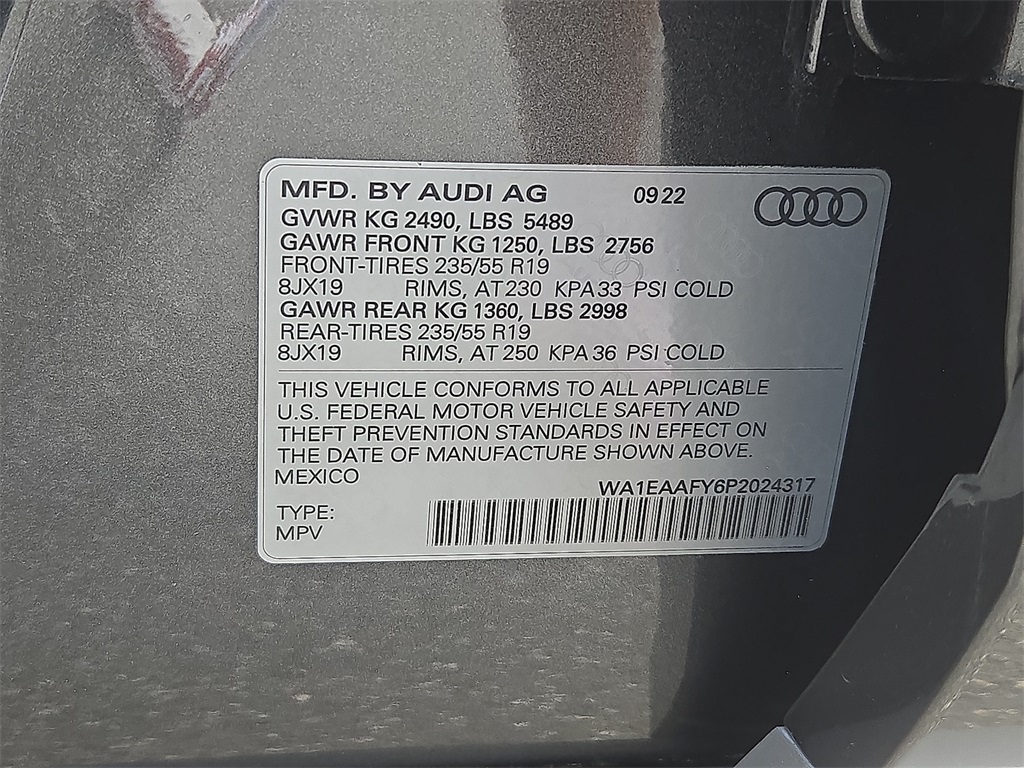 MFD. BY AUDI AG 09 22
GVWR KG 2490, LBS 5489
GAWR FRONT KG 1250, LBS 2756
FRONT-TIRES 235/55 R19
8JX19 RIMS, AT 230 KPA 33 PSI COLD
GAWR REAR KG 1360, LBS 2998
REAR-TIRES 235/55 R19
8JX19 RIMS, AT 250 KPA 36 PSI COLD
THIS VEHICLE CONFORMS TO ALL APPLICABLE
U.S. FEDERAL MOTOR VEHICLE SAFETY AND
THEFT PREVENTION STANDARDS IN EFFECT ON
THE DATE OF MANUFACTURE SHOWN ABOVE.
MEXICO
WA1EAAFY6P2024317
TYPE:
MPV